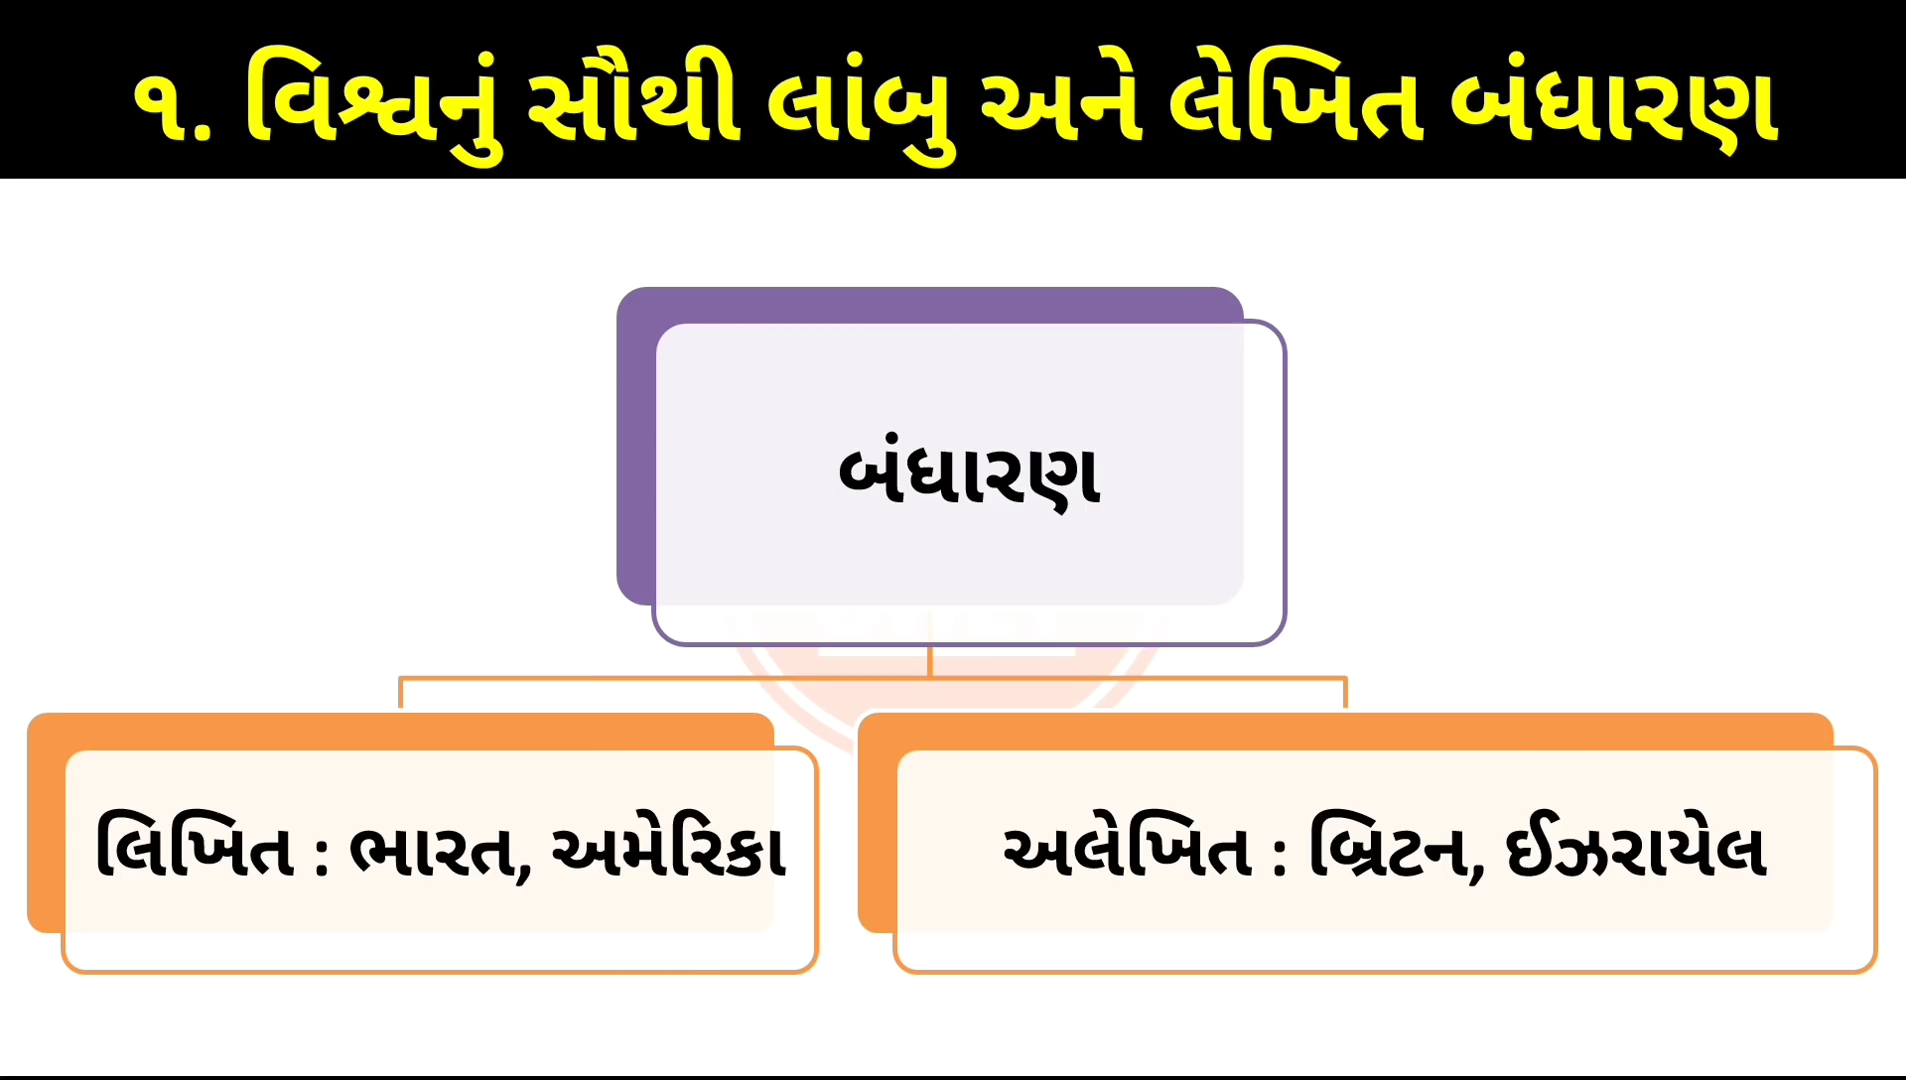 ૧. વિશ્વનું સૌથી લાંબુ અને લેખિત બંધારણ
બંધારણ
લિખિત : ભારત, અમેરિકા
અલેખિત : બ્રિટન, ઈઝરાયેલ